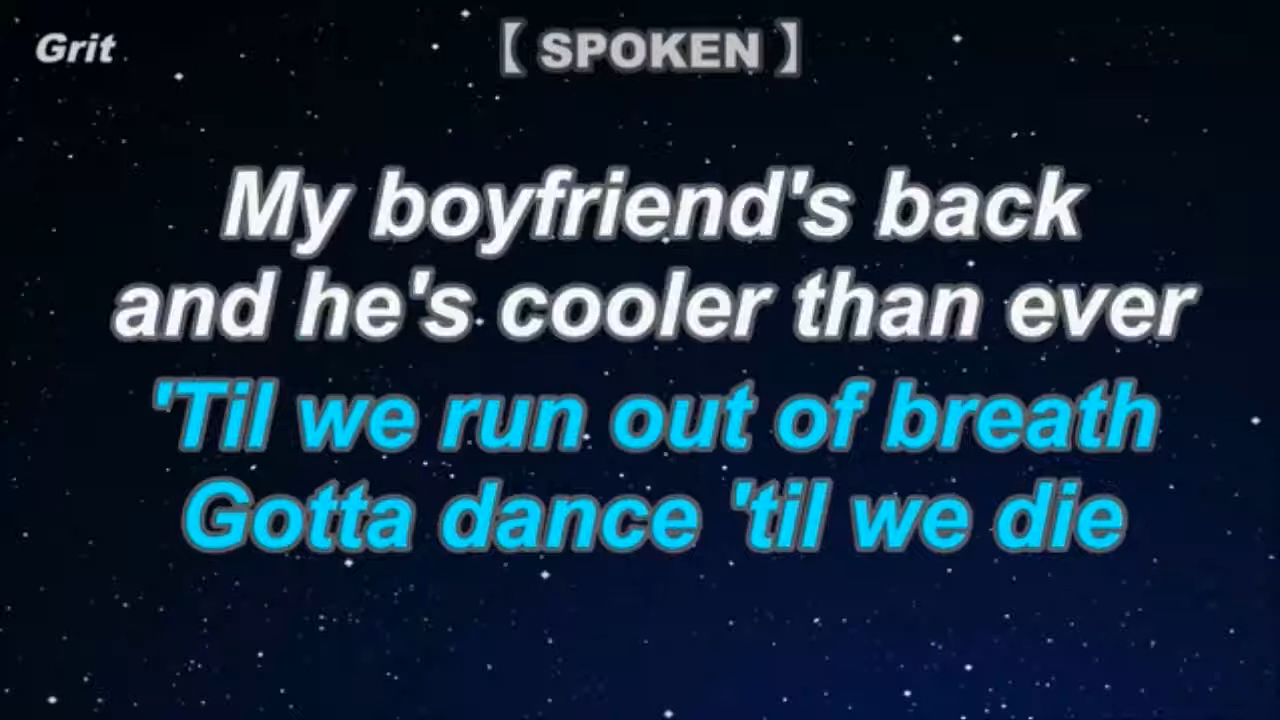 Grit
【 SPOKEN 】
My boyfriend's back
and he's cooler than ever
'Til we run out of breath
Gotta dance 'til we die